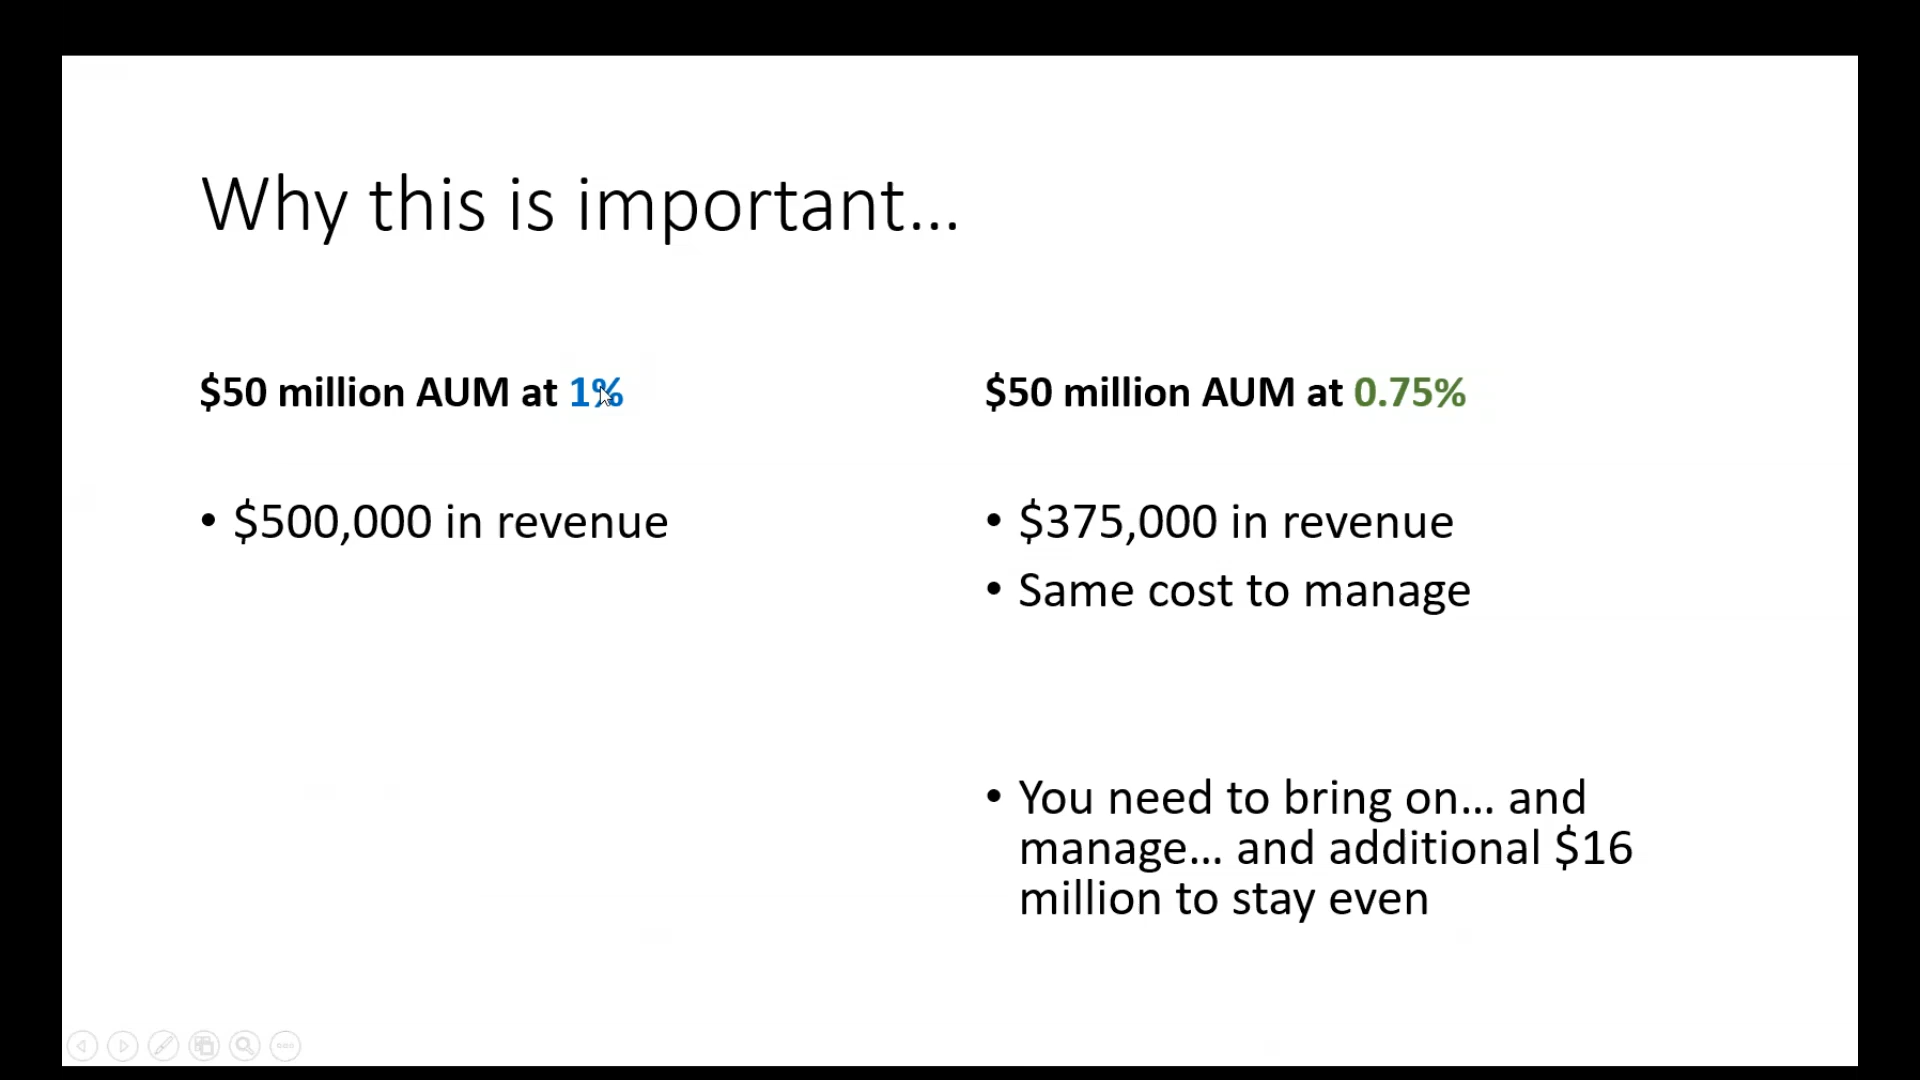 Why this is important...
$50 million AUM at 1%
• $500,000 in revenue
$50 million AUM at 0.75%
• $375,000 in revenue
• Same cost to manage
• You need to bring on... and
manage... and additional $16
million to stay even